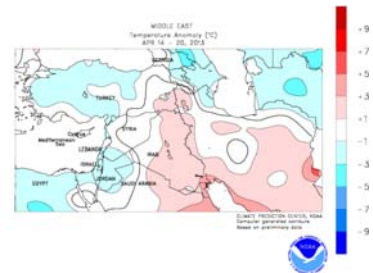 MIDDLE EAST
Temperature Anomaly (°C)
APR 14 - 20, 2013
GEORGIA
TURKEY
SYRIA
Mediterranean
Sea
LEBANON
ISRAEL
IRAQ
JORDAN
EGYPT
SAUDI ARABIA
CLIMATE PREDICTION CENTER, NOAA
Computer generated contours
Based on preliminary data
+9
+7
+5
+3
+1
-1
-3
-5
-7
-9
NOAA